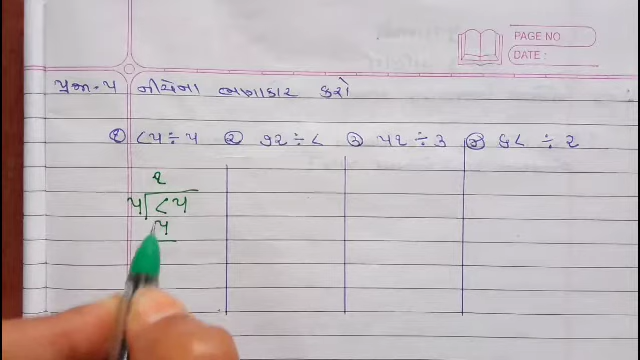 PAGE NO
DATE :
પ્રશ્ન-૫ નીચેના ભાગાકાર કરો
① ૮૫÷૫ ② ૭૨÷૮ ③ ૫૧÷૩ ④ ૬૮ ÷ ૨
૧
૫ ૮૫
૫